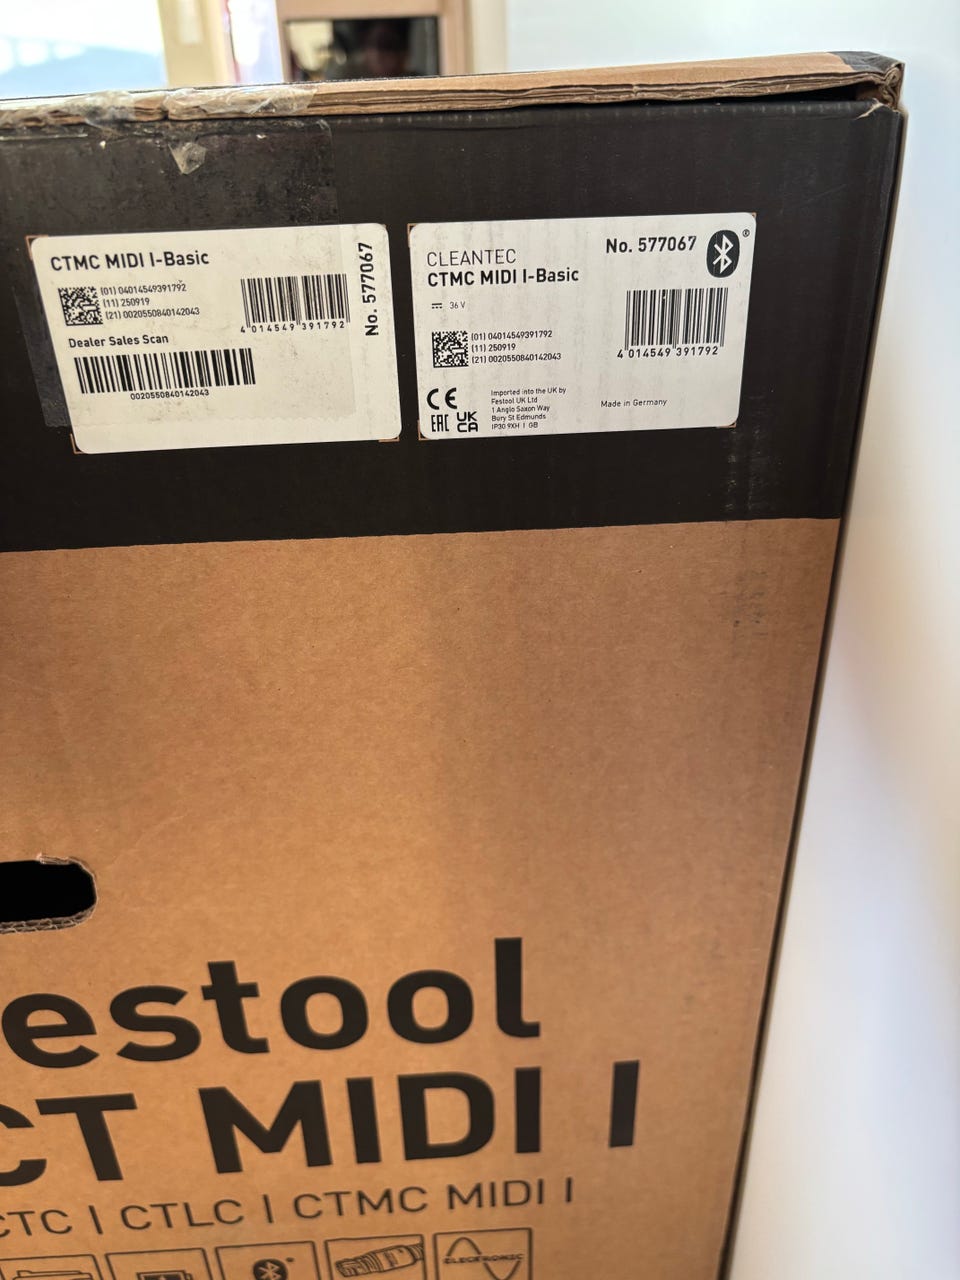 CTMC MIDI I-Basic
(01) 04014549391792
(11) 250919
(21) 0020550840142043
4 014549 391792
No. 577067
Dealer Sales Scan
0020550840142043
CLEANTEC
CTMC MIDI I-Basic
No. 577067
®
36 V
(01) 04014549391792
(11) 250919
(21) 0020550840142043
4 014549 391792
CE
EAC
UK
CA
Imported into the UK by
Festool UK Ltd
1 Anglo Saxon Way
Bury St Edmunds
IP30 9XH | GB
Made in Germany
estool
CT MIDI I
CTC | CTLC | CTMC MIDI I
ELECTRONIC